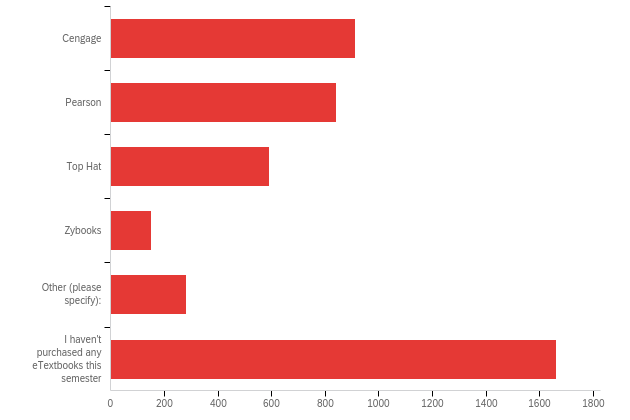 Cengage
Pearson
Top Hat
Zybooks
Other (please
specify):
I haven't
purchased any
eTextbooks this
semester
0 200 400 600 800 1000 1200 1400 1600 1800